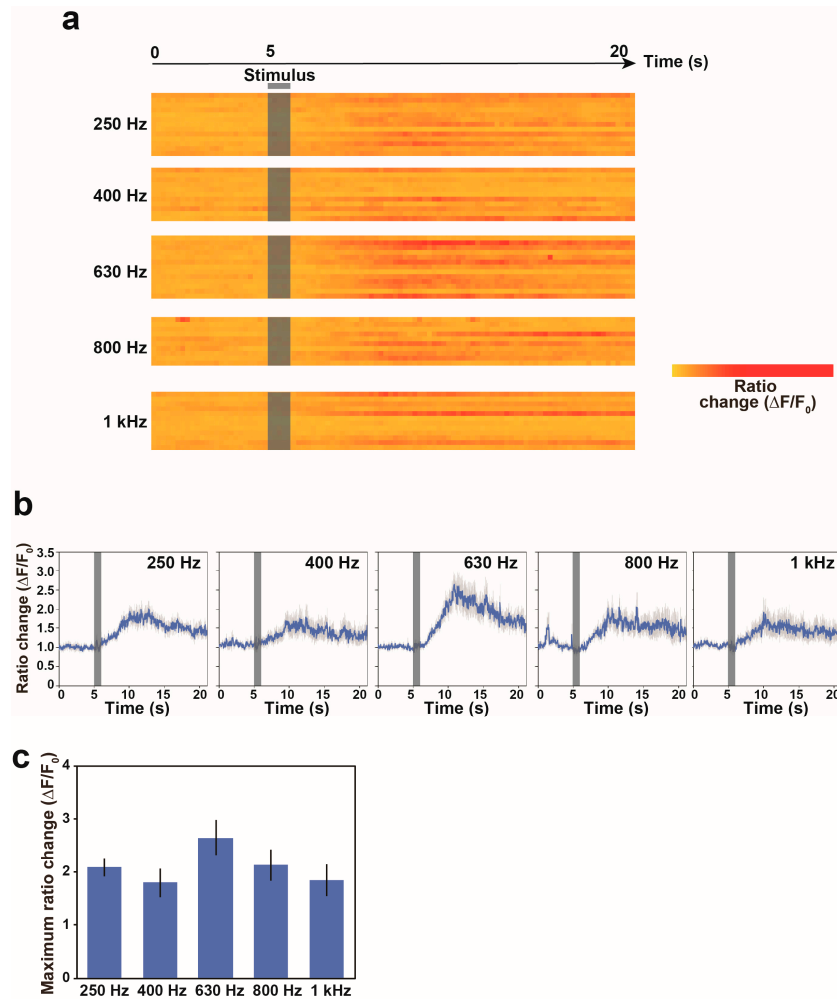 a
0 5 20 Time (s)
Stimulus
250 Hz
400 Hz
630 Hz
800 Hz
1 kHz
Ratio
change (ΔF/F₀)
b
Ratio change (ΔF/F₀)
3.5
3.0
2.5
2.0
1.5
1.0
0.5
0
250 Hz
0 5 10 15 20
Time (s)
400 Hz
0 5 10 15 20
Time (s)
630 Hz
0 5 10 15 20
Time (s)
800 Hz
0 5 10 15 20
Time (s)
1 kHz
0 5 10 15 20
Time (s)
c
Maximum ratio change (ΔF/F₀)
4
3
2
1
0
250 Hz 400 Hz 630 Hz 800 Hz 1 kHz